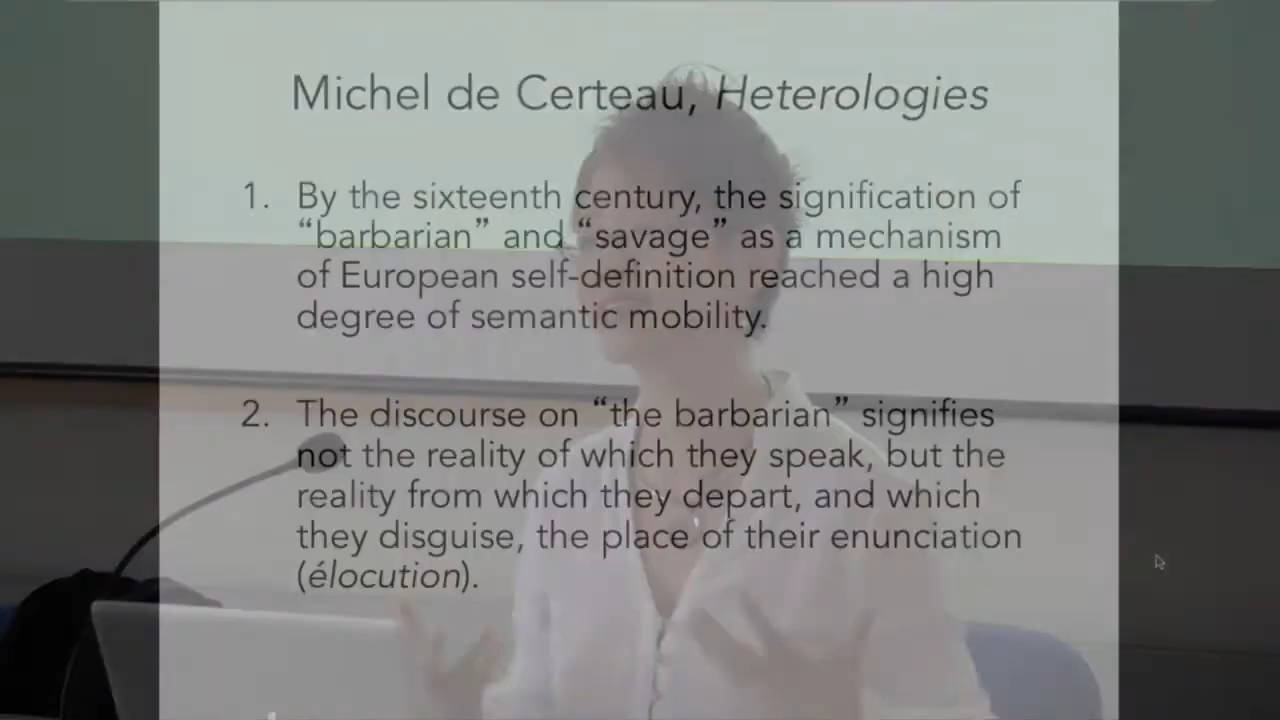 Michel de Certeau, Heterologies
1. By the sixteenth century, the signification of
“barbarian” and “savage” as a mechanism
of European self-definition reached a high
degree of semantic mobility.
2. The discourse on “the barbarian” signifies
not the reality of which they speak, but the
reality from which they depart, and which
they disguise, the place of their enunciation
(élocution).